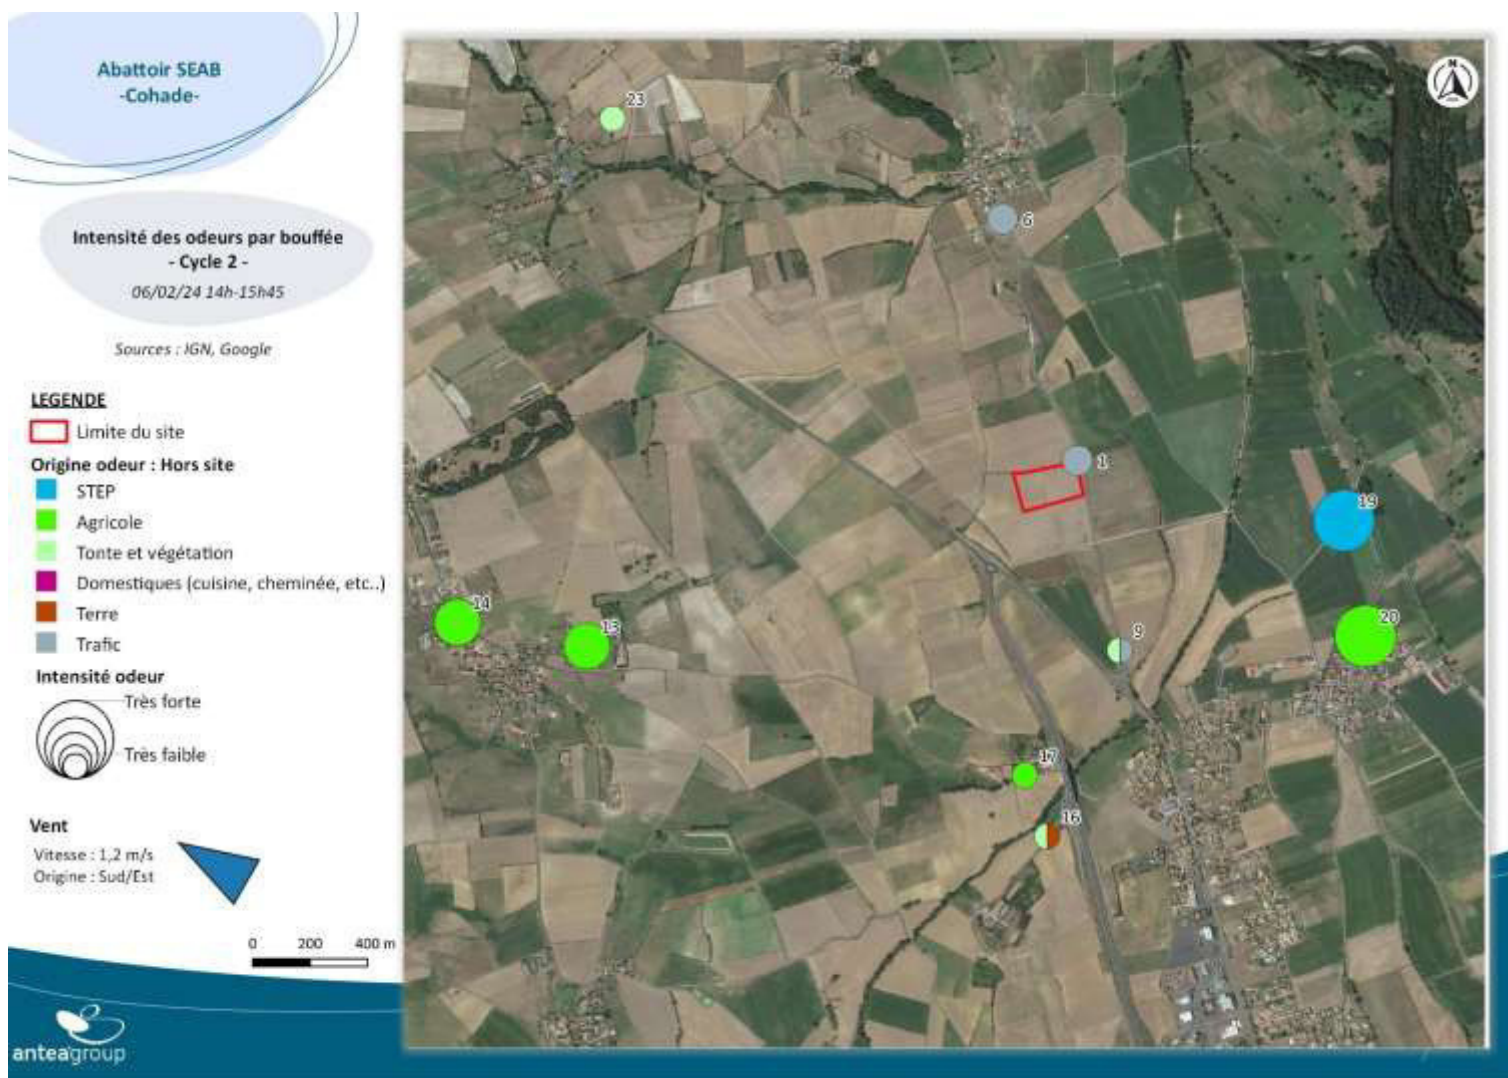 Abattoir SEAB
-Cohade-
Intensité des odeurs par bouffée
- Cycle 2 -
06/02/24 14h-15h45
Sources : IGN, Google
LEGENDE
Limite du site
Origine odeur : Hors site
STEP
Agricole
Tonte et végétation
Domestiques (cuisine, cheminée, etc..)
Terre
Trafic
Intensité odeur
Très forte
Très faible
Vent
Vitesse : 1,2 m/s
Origine : Sud/Est
0 200 400 m
anteagroup
N
23
6
1
19
14
13
9
20
17
16